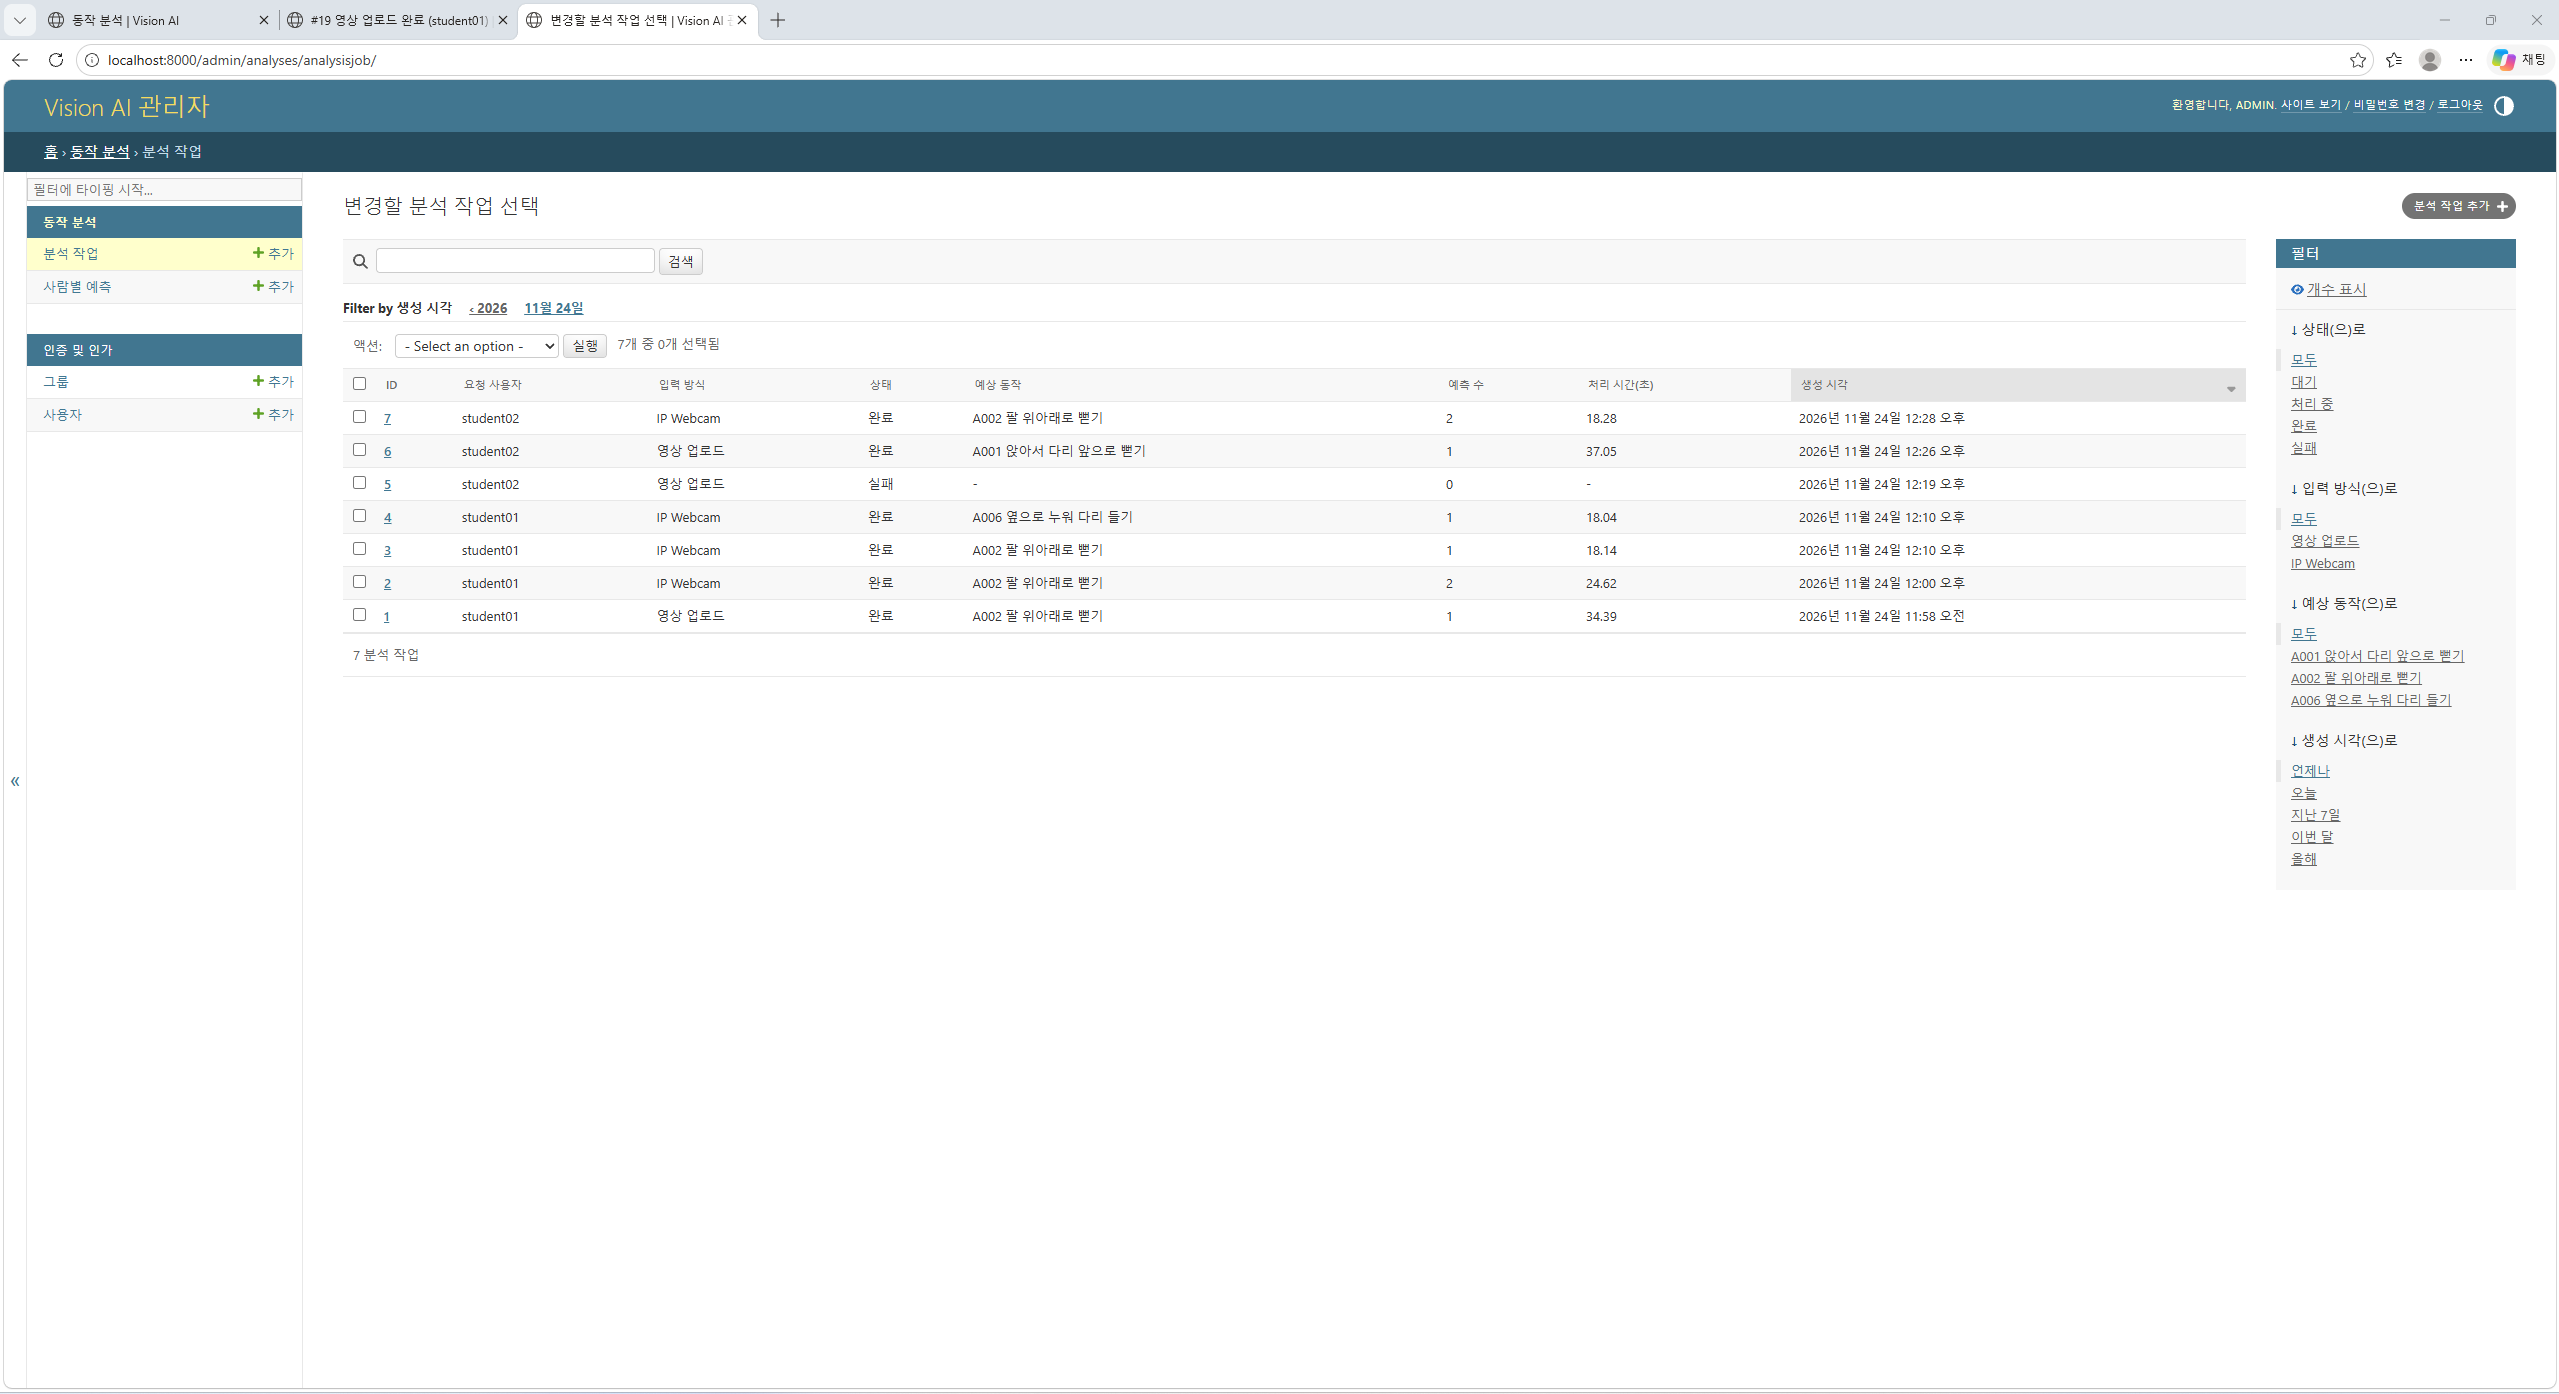 동작 분석 | Vision AI
#19 영상 업로드 완료 (student01)
변경할 분석 작업 선택 | Vision AI
localhost:8000/admin/analyses/analysisjob/
채팅
Vision AI 관리자
환영합니다, ADMIN. 사이트 보기 / 비밀번호 변경 / 로그아웃
홈 › 동작 분석 › 분석 작업
필터에 타이핑 시작...
동작 분석
분석 작업 추가
사람별 예측 추가
인증 및 인가
그룹 추가
사용자 추가
«
변경할 분석 작업 선택
분석 작업 추가
검색
Filter by 생성 시각 ‹ 2026 11월 24일
액션: - Select an option - 실행 7개 중 0개 선택됨
ID 요청 사용자 입력 방식 상태 예상 동작 예측 수 처리 시간(초) 생성 시각
7 student02 IP Webcam 완료 A002 팔 위아래로 뻗기 2 18.28 2026년 11월 24일 12:28 오후
6 student02 영상 업로드 완료 A001 앉아서 다리 앞으로 뻗기 1 37.05 2026년 11월 24일 12:26 오후
5 student02 영상 업로드 실패 - 0 - 2026년 11월 24일 12:19 오후
4 student01 IP Webcam 완료 A006 옆으로 누워 다리 들기 1 18.04 2026년 11월 24일 12:10 오후
3 student01 IP Webcam 완료 A002 팔 위아래로 뻗기 1 18.14 2026년 11월 24일 12:10 오후
2 student01 IP Webcam 완료 A002 팔 위아래로 뻗기 2 24.62 2026년 11월 24일 12:00 오후
1 student01 영상 업로드 완료 A002 팔 위아래로 뻗기 1 34.39 2026년 11월 24일 11:58 오전
7 분석 작업
필터
개수 표시
↓ 상태(으)로
모두
대기
처리 중
완료
실패
↓ 입력 방식(으)로
모두
영상 업로드
IP Webcam
↓ 예상 동작(으)로
모두
A001 앉아서 다리 앞으로 뻗기
A002 팔 위아래로 뻗기
A006 옆으로 누워 다리 들기
↓ 생성 시각(으)로
언제나
오늘
지난 7일
이번 달
올해